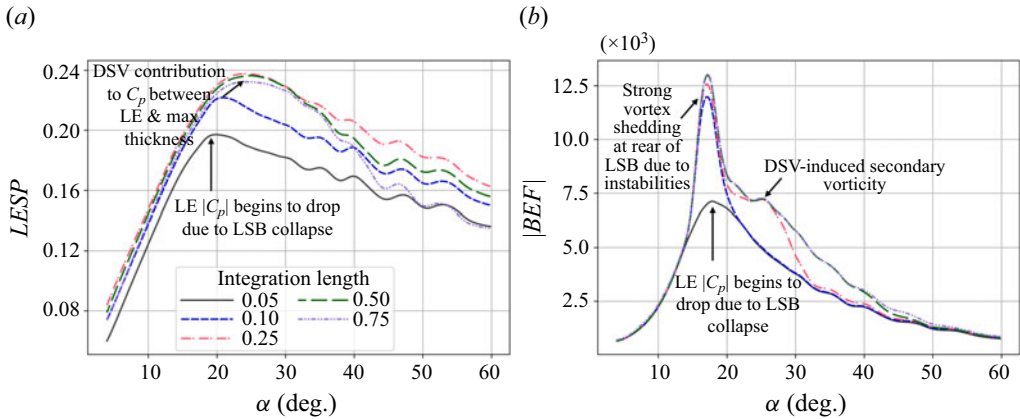 (a)
0.24
0.20
0.16
0.12
0.08
LESP
DSV contribution
to Cp between
LE & max
thickness
LE |Cp| begins to drop
due to LSB collapse
Integration length
0.05
0.50
0.10
0.75
0.25
10
20
30
40
50
60
α (deg.)
(b)
(×10³)
12.5
10.0
7.5
5.0
2.5
|BEF|
Strong
vortex
shedding
at rear of
LSB due to
instabilities
DSV-induced secondary
vorticity
LE |Cp| begins to
drop due to LSB
collapse
10
20
30
40
50
60
α (deg.)